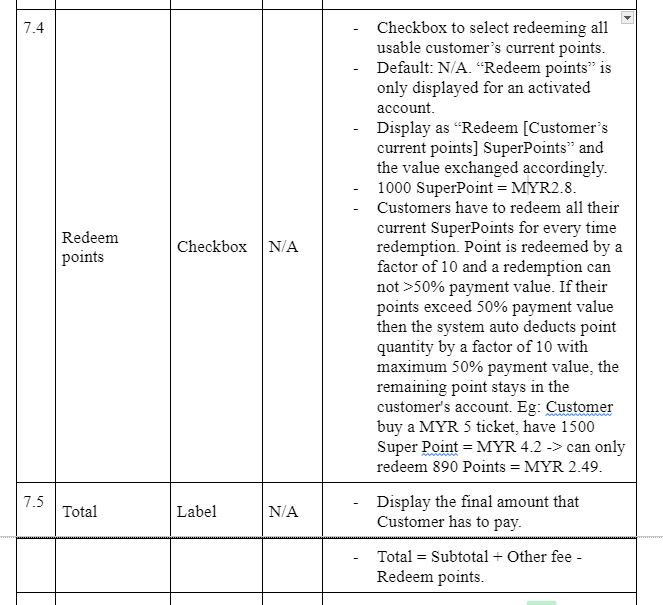 7.4
Redeem
points
Checkbox
N/A
- Checkbox to select redeeming all
usable customer’s current points.
- Default: N/A. “Redeem points” is
only displayed for an activated
account.
- Display as “Redeem [Customer’s
current points] SuperPoints” and
the value exchanged accordingly.
- 1000 SuperPoint = MYR2.8.
- Customers have to redeem all their
current SuperPoints for every time
redemption. Point is redeemed by a
factor of 10 and a redemption can
not >50% payment value. If their
points exceed 50% payment value
then the system auto deducts point
quantity by a factor of 10 with
maximum 50% payment value, the
remaining point stays in the
customer's account. Eg: Customer
buy a MYR 5 ticket, have 1500
Super Point = MYR 4.2 -> can only
redeem 890 Points = MYR 2.49.
7.5
Total
Label
N/A
- Display the final amount that
Customer has to pay.
- Total = Subtotal + Other fee -
Redeem points.